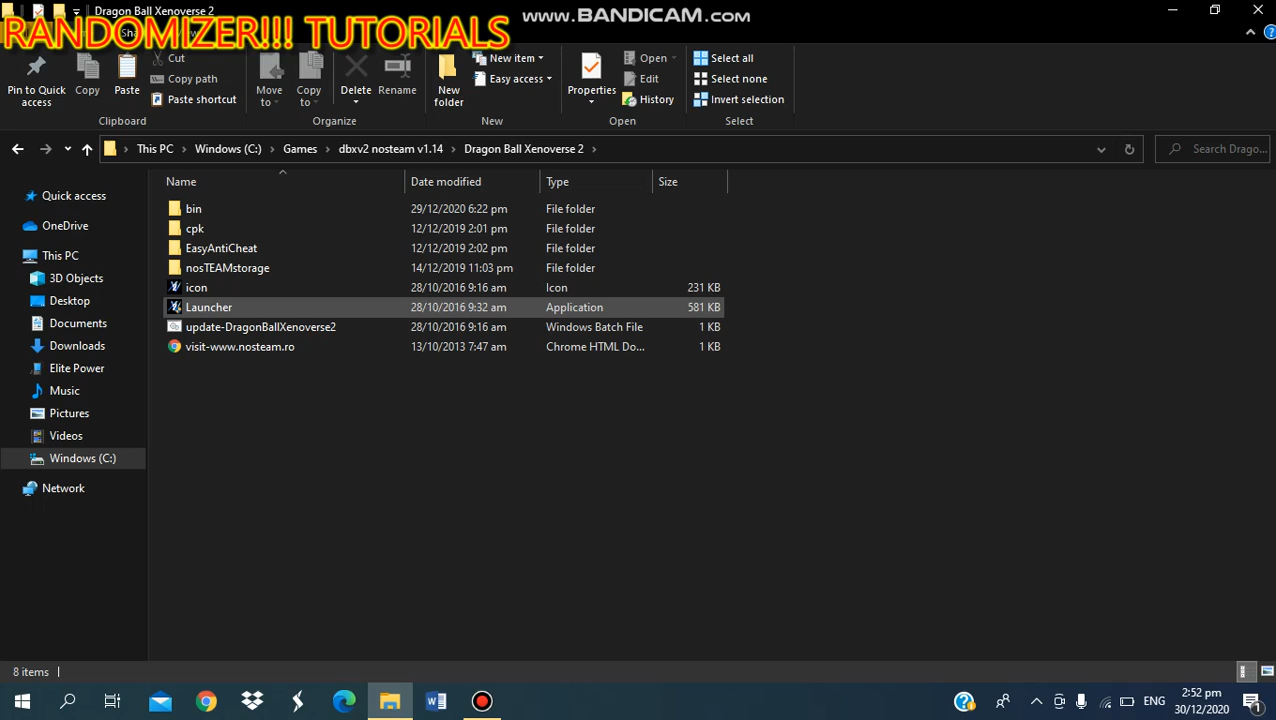 Dragon Ball Xenoverse 2
www.BANDICAM.com
RANDOMIZER!!! TUTORIALS
Pin to Quick access
Copy
Paste
Cut
Copy path
Paste shortcut
Clipboard
Move to
Copy to
Delete
Rename
Organize
New folder
New item
Easy access
New
Properties
Open
Edit
History
Open
Select all
Select none
Invert selection
Select
This PC > Windows (C:) > Games > dbxv2 nosteam v1.14 > Dragon Ball Xenoverse 2 >
Search Drago...
Name Date modified Type Size
bin 29/12/2020 6:22 pm File folder
cpk 12/12/2019 2:01 pm File folder
EasyAntiCheat 12/12/2019 2:02 pm File folder
nosTEAMstorage 14/12/2019 11:03 pm File folder
icon 28/10/2016 9:16 am Icon 231 KB
Launcher 28/10/2016 9:32 am Application 581 KB
update-DragonBallXenoverse2 28/10/2016 9:16 am Windows Batch File 1 KB
visit-www.nosteam.ro 13/10/2013 7:47 am Chrome HTML Do... 1 KB
Quick access
OneDrive
This PC
3D Objects
Desktop
Documents
Downloads
Elite Power
Music
Pictures
Videos
Windows (C:)
Network
8 items
ENG
2:52 pm
30/12/2020
1